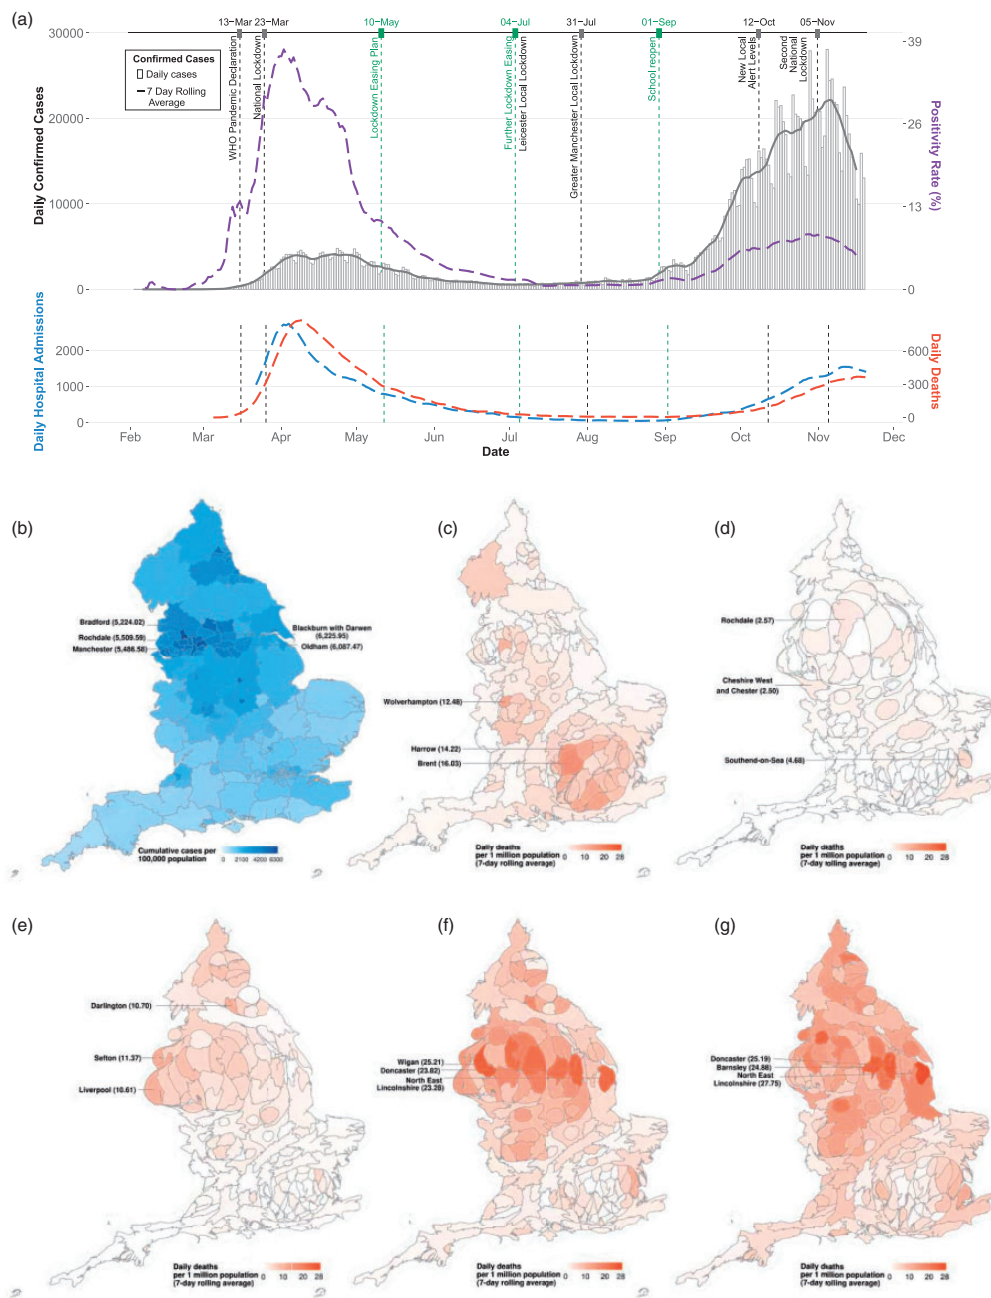 (a)
13-Mar 23-Mar 10-May 04-Jul 31-Jul 01-Sep 12-Oct 05-Nov
30000
20000
10000
0
Daily Confirmed Cases
Confirmed Cases
Daily cases
7 Day Rolling
Average
WHO Pandemic Declaration
National Lockdown
Lockdown Easing Plan
Further Lockdown Easing
Leicester Local Lockdown
Greater Manchester Local Lockdown
School reopen
New Local
Alert Levels
Second
National
Lockdown
39
26
13
0
Positivity Rate (%)
Daily Hospital Admissions
2000
1000
0
600
300
0
Daily Deaths
Feb Mar Apr May Jun Jul Aug Sep Oct Nov Dec
Date
(b)
Bradford (5,224.02)
Rochdale (5,509.59)
Manchester (5,486.58)
Blackburn with Darwen
(6,225.95)
Oldham (6,087.47)
Cumulative cases per
100,000 population
0 2100 4200 6300
(c)
Wolverhampton (12.48)
Harrow (14.22)
Brent (16.03)
Daily deaths
per 1 million population
(7-day rolling average)
0 10 20 28
(d)
Rochdale (2.57)
Cheshire West
and Chester (2.50)
Southend-on-Sea (4.68)
Daily deaths
per 1 million population
(7-day rolling average)
0 10 20 28
(e)
Darlington (10.70)
Sefton (11.37)
Liverpool (10.61)
Daily deaths
per 1 million population
(7-day rolling average)
0 10 20 28
(f)
Wigan (25.21)
Doncaster (23.82)
North East
Lincolnshire (23.28)
Daily deaths
per 1 million population
(7-day rolling average)
0 10 20 28
(g)
Doncaster (25.19)
Barnsley (24.88)
North East
Lincolnshire (27.75)
Daily deaths
per 1 million population
(7-day rolling average)
0 10 20 28